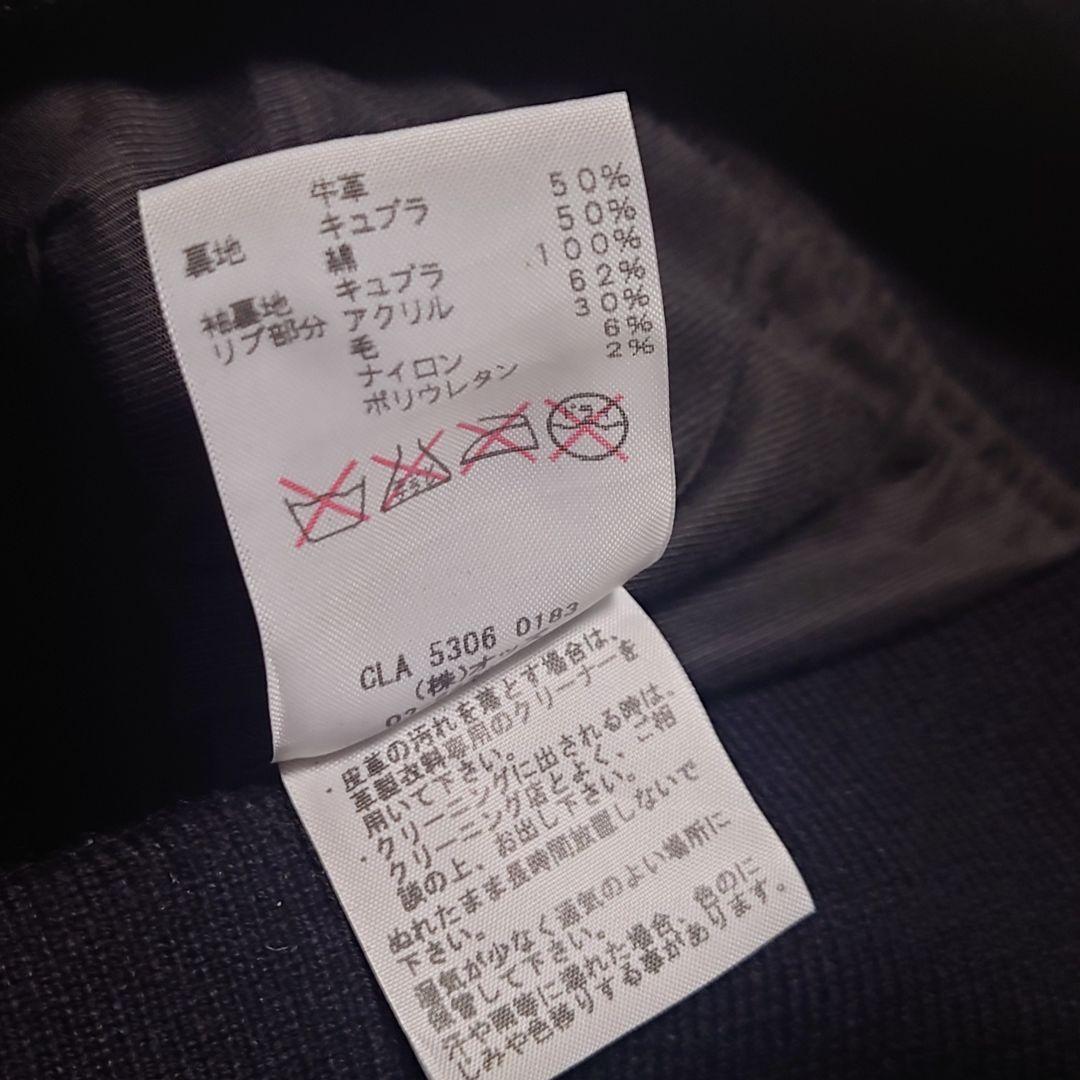 牛革
裏地 キュプラ 50%
綿 50%
袖裏地 キュプラ 100%
リブ部分 アクリル 62%
毛 30%
ナイロン 6%
ポリウレタン 2%
CLA 5306 0183
(株)オッ
03
・皮革の汚れを落とす場合は、
革製衣料専用のクリーナーを
用いて下さい。
・クリーニングに出される時は、
クリーニング店とよく、ご相
談の上、お出し下さい。
ぬれたまま長時間放置しないで
下さい。
湿気が少なく通気のよい場所に
保管して下さい。
汗や雨等に濡れた場合、色のに
じみや色移りする事があります。